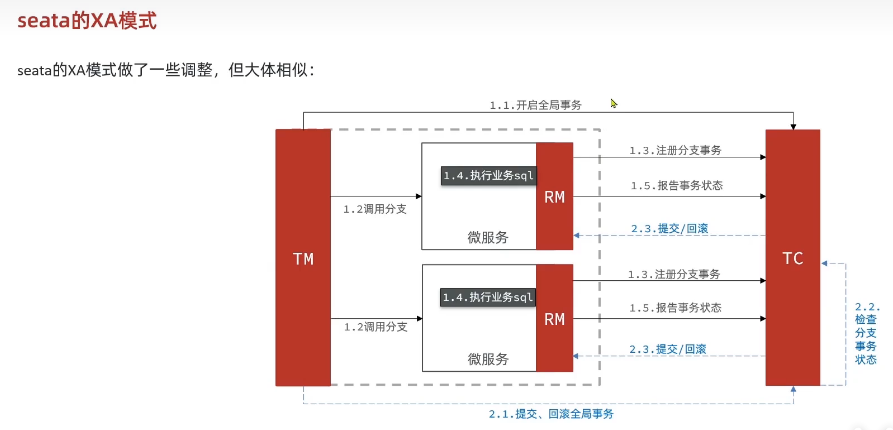 seata的XA模式
seata的XA模式做了一些调整，但大体相似：
1.1.开启全局事务
1.3.注册分支事务
1.4.执行业务sql
1.5.报告事务状态
RM
1.2调用分支
2.3.提交/回滚
微服务
TM
TC
1.3.注册分支事务
1.4.执行业务sql
1.5.报告事务状态
RM
1.2调用分支
2.3.提交/回滚
微服务
2.2.
检查
分支
事务
状态
2.1.提交、回滚全局事务